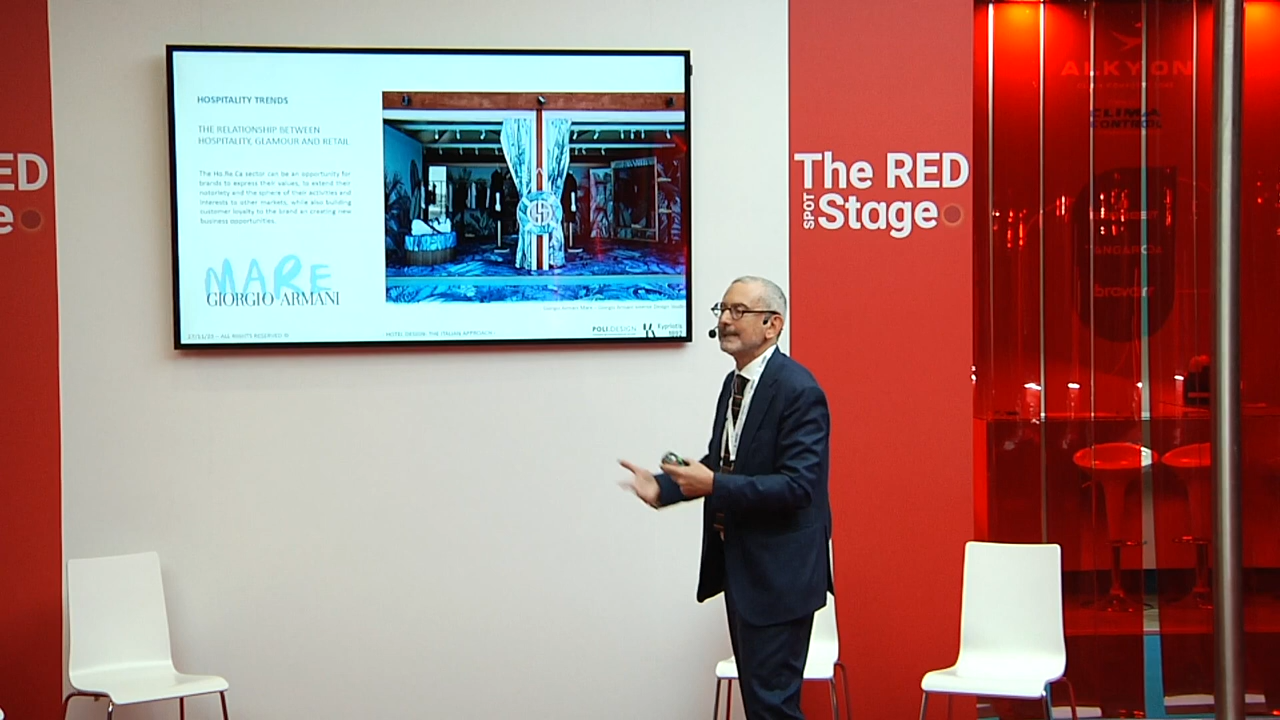 HOSPITALITY TRENDS
THE RELATIONSHIP BETWEEN
HOSPITALITY, GLAMOUR AND RETAIL
The Ho.Re.Ca sector can be an opportunity for
brands to express their values, to extend their
notoriety and the sphere of their activities and
interests to other markets, while also building
customer loyalty to the brand an creating new
business opportunities.
MARE
GIORGIO ARMANI
ALL RIGHTS RESERVED ©
HOTEL DESIGN: THE ITALIAN APPROACH
POLI.DESIGN
The RED
SPOT
Stage
ED
e
ALKYON
CLIMA
CONTROL